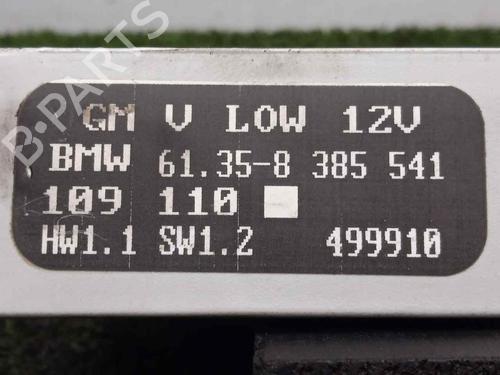 GM V LOW 12V
BMW 61.35-8 385 541
109 110
HW1.1 SW1.2 499910
B-PARTS